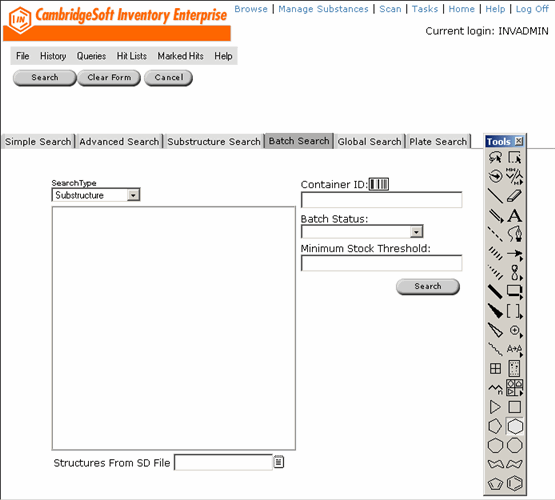 IN CambridgeSoft Inventory Enterprise
Browse | Manage Substances | Scan | Tasks | Home | Help | Log Off
Current login: INVADMIN
File History Queries Hit Lists Marked Hits Help
Search Clear Form Cancel
Simple Search Advanced Search Substructure Search Batch Search Global Search Plate Search
Tools
SearchType
Substructure
Container ID:
Batch Status:
Minimum Stock Threshold:
Search
Structures From SD File
A